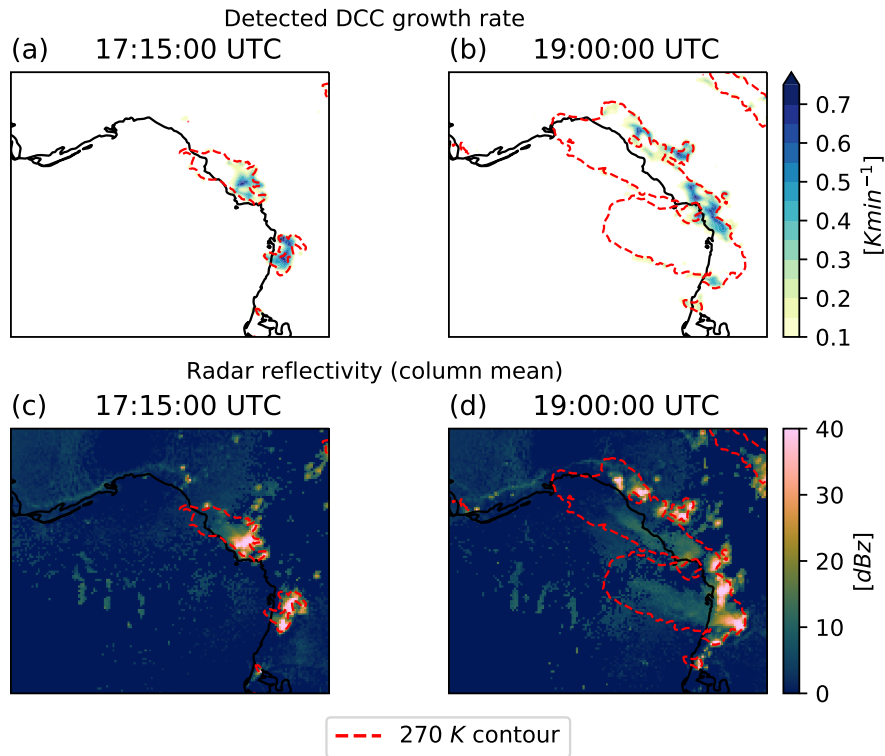 Detected DCC growth rate
(a) 17:15:00 UTC
(b) 19:00:00 UTC
0.7
0.6
0.5
0.4
0.3
0.2
0.1
[Kmin⁻¹]
Radar reflectivity (column mean)
(c) 17:15:00 UTC
(d) 19:00:00 UTC
40
30
20
10
0
[dBz]
270 K contour